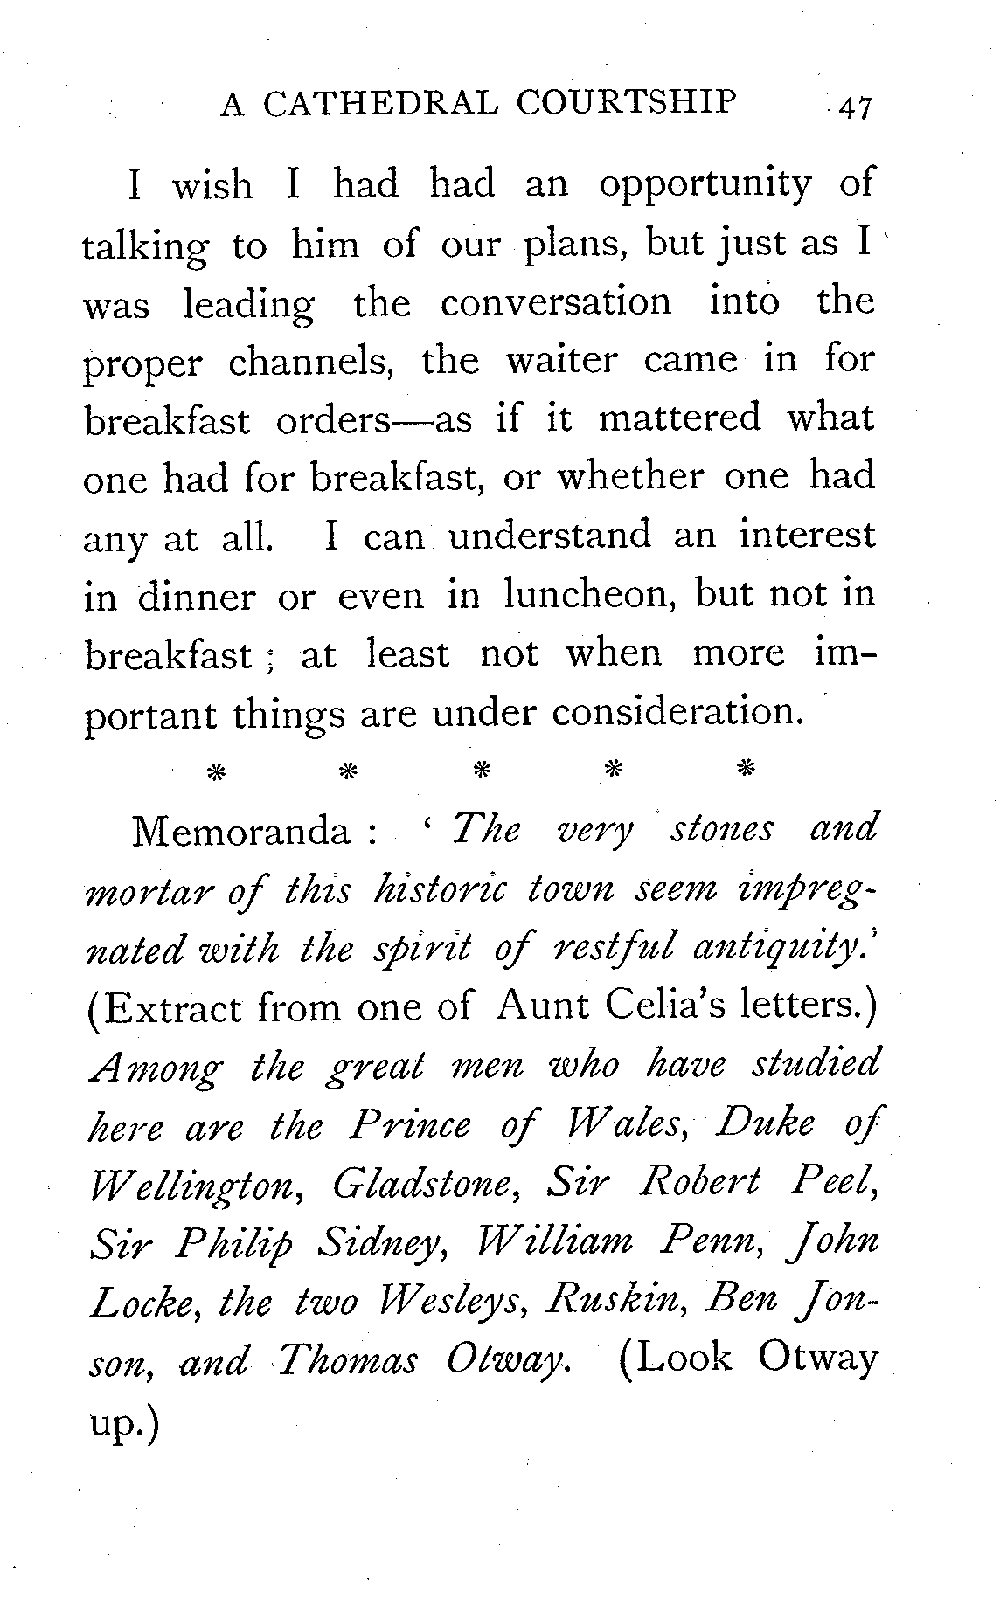 A CATHEDRAL COURTSHIP 47
I wish I had had an opportunity of
talking to him of our plans, but just as I
was leading the conversation into the
proper channels, the waiter came in for
breakfast orders—as if it mattered what
one had for breakfast, or whether one had
any at all. I can understand an interest
in dinner or even in luncheon, but not in
breakfast ; at least not when more im-
portant things are under consideration.
* * * * *
Memoranda : ‘ The very stones and
mortar of this historic town seem impreg-
nated with the spirit of restful antiquity.’
(Extract from one of Aunt Celia’s letters.)
Among the great men who have studied
here are the Prince of Wales, Duke of
Wellington, Gladstone, Sir Robert Peel,
Sir Philip Sidney, William Penn, John
Locke, the two Wesleys, Ruskin, Ben Jon-
son, and Thomas Otway. (Look Otway
up.)